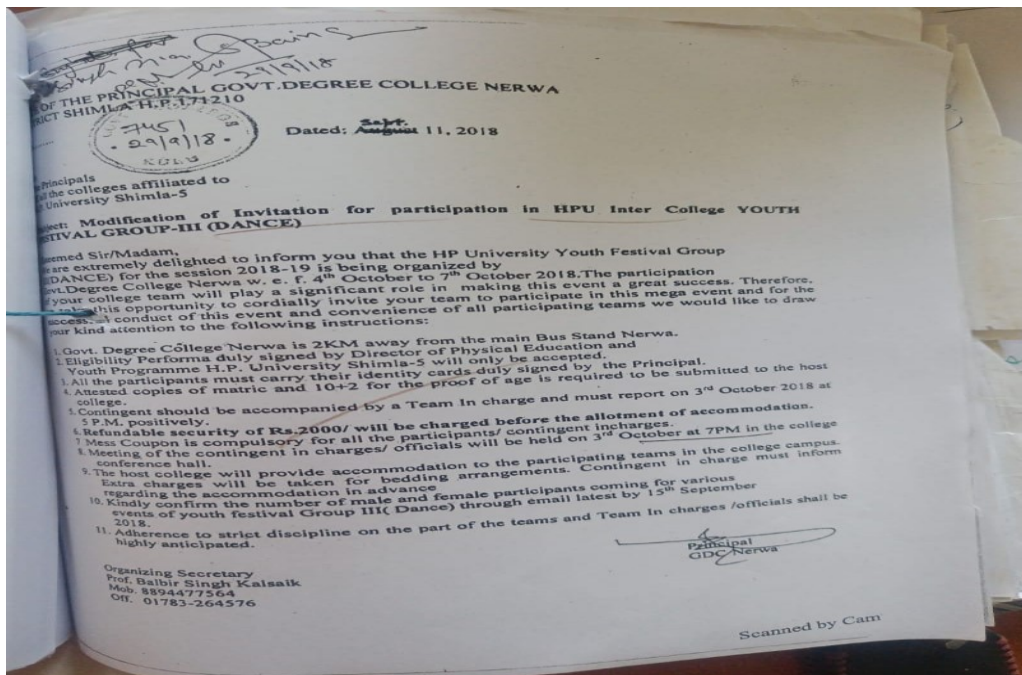 Singh Bains
29/9/18
OF THE PRINCIPAL GOVT.DEGREE COLLEGE NERWA
RICT SHIMLA H.P.171210
7451
29/9/18
KULLU
Dated: August Sept. 11, 2018
Principals
all the colleges affiliated to
University Shimla-5
ject: Modification of Invitation for participation in HPU Inter College YOUTH
STIVAL GROUP-III (DANCE)
eemed Sir/Madam,
e are extremely delighted to inform you that the HP University Youth Festival Group
(DANCE) for the session 2018-19 is being organized by
ovt.Degree College Nerwa w. e. f. 4th October to 7th October 2018.The participation
f your college team will play a significant role in making this event a great success. Therefore,
take this opportunity to cordially invite your team to participate in this mega event and for the
conduct of this event and convenience of all participating teams we would like to draw
your kind attention to the following instructions:
1. Govt. Degree College Nerwa is 2KM away from the main Bus Stand Nerwa.
2. Eligibility Performa duly signed by Director of Physical Education and
Youth Programme H.P. University Shimla-5 will only be accepted.
3. All the participants must carry their identity cards duly signed by the Principal.
4. Attested copies of matric and 10+2 for the proof of age is required to be submitted to the host
college.
5. Contingent should be accompanied by a Team In charge and must report on 3rd October 2018 at
5 P.M. positively.
6. Refundable security of Rs.2000/ will be charged before the allotment of accommodation.
7 Mess Coupon is compulsory for all the participants/ contingent incharges.
8. Meeting of the contingent in charges/ officials will be held on 3rd October at 7PM in the college
conference hall.
9. The host college will provide accommodation to the participating teams in the college campus.
Extra charges will be taken for bedding arrangements. Contingent in charge must inform
regarding the accommodation in advance
10. Kindly confirm the number of male and female participants coming for various
events of youth festival Group III( Dance) through email latest by 15th September
2018.
11. Adherence to strict discipline on the part of the teams and Team In charges /officials shall be
highly anticipated.
Principal
GDC Nerwa
Organizing Secretary
Prof. Balbir Singh Kalsaik
Mob. 8894477564
Off. 01783-264576
Scanned by Cam